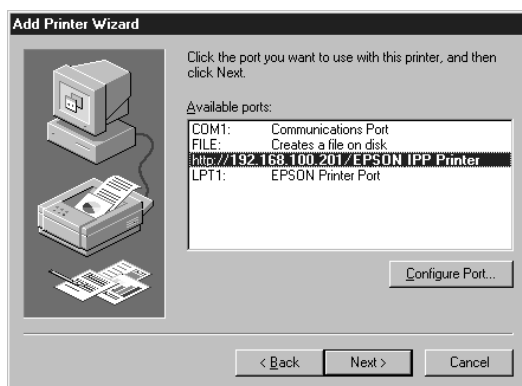 Add Printer Wizard
Click the port you want to use with this printer, and then
click Next.
Available ports:
COM1: Communications Port
FILE: Creates a file on disk
http://192.168.100.201/EPSON IPP Printer
LPT1: EPSON Printer Port
Configure Port...
< Back Next > Cancel